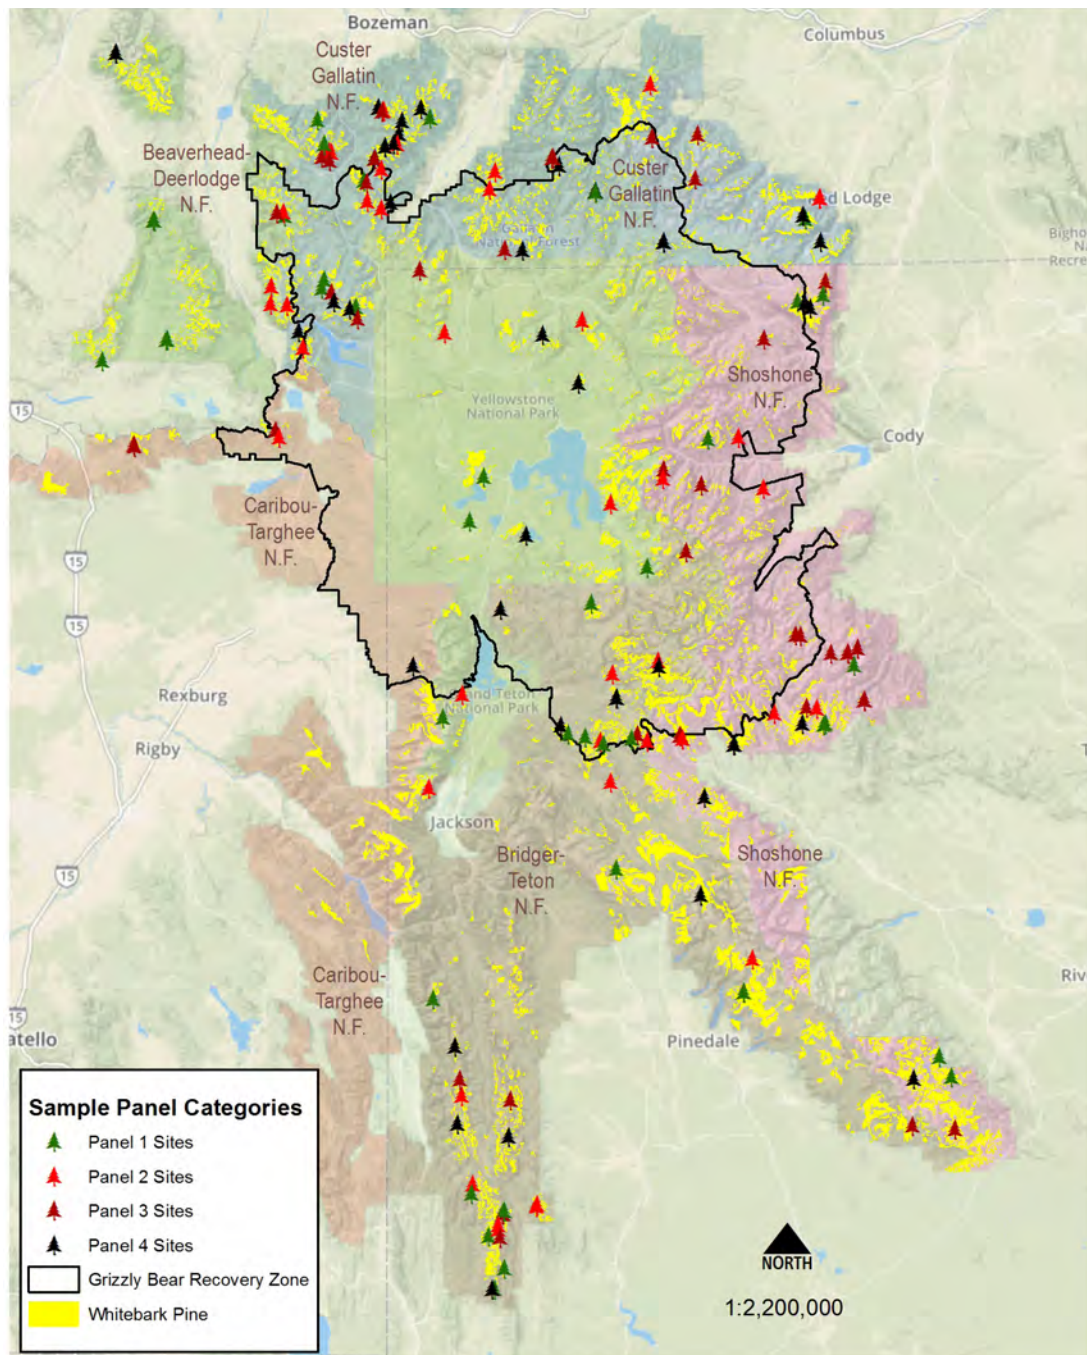 Bozeman
Columbus
Custer
Gallatin
N.F.
Beaverhead-
Deerlodge
N.F.
Custer
Gallatin
N.F.
Lodge
National Forest
15
Shoshone
N.F.
Yellowstone
National Park
Cody
Caribou-
Targhee
N.F.
15
15
Rexburg
Teton
National Park
Rigby
Jackson
Bridger-
Teton
N.F.
Shoshone
N.F.
15
Caribou-
Targhee
N.F.
Riv
15
atello
Pinedale
Sample Panel Categories
Panel 1 Sites
Panel 2 Sites
Panel 3 Sites
Panel 4 Sites
Grizzly Bear Recovery Zone
Whitebark Pine
NORTH
1:2,200,000